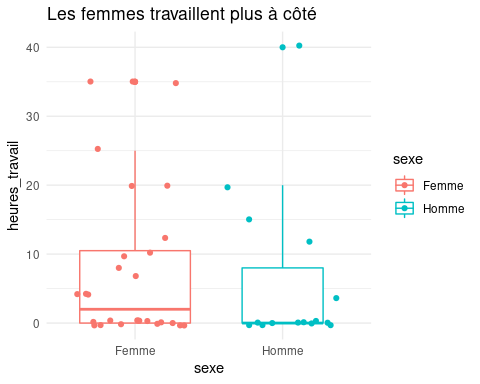 Les femmes travaillent plus à côté
heures_travail
40
30
20
10
0
Femme
Homme
sexe
sexe
Femme
Homme